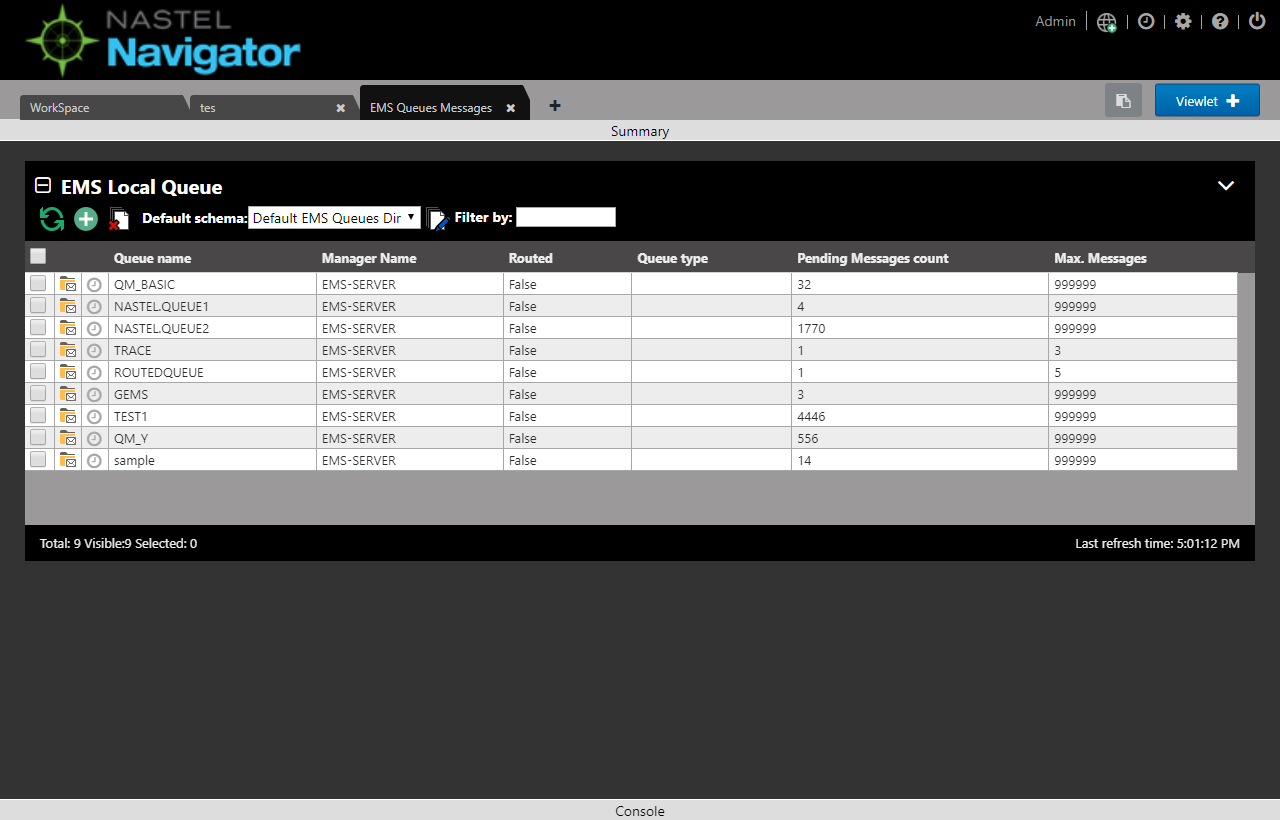 NASTEL
Navigator
Admin
WorkSpace tes EMS Queues Messages Viewlet
Summary
EMS Local Queue
Default schema: Default EMS Queues Dir Filter by:
Queue name Manager Name Routed Queue type Pending Messages count Max. Messages
QM_BASIC EMS-SERVER False 32 999999
NASTEL.QUEUE1 EMS-SERVER False 4 999999
NASTEL.QUEUE2 EMS-SERVER False 1770 999999
TRACE EMS-SERVER False 1 3
ROUTEDQUEUE EMS-SERVER False 1 5
GEMS EMS-SERVER False 3 999999
TEST1 EMS-SERVER False 4446 999999
QM_Y EMS-SERVER False 556 999999
sample EMS-SERVER False 14 999999
Total: 9 Visible:9 Selected: 0 Last refresh time: 5:01:12 PM
Console